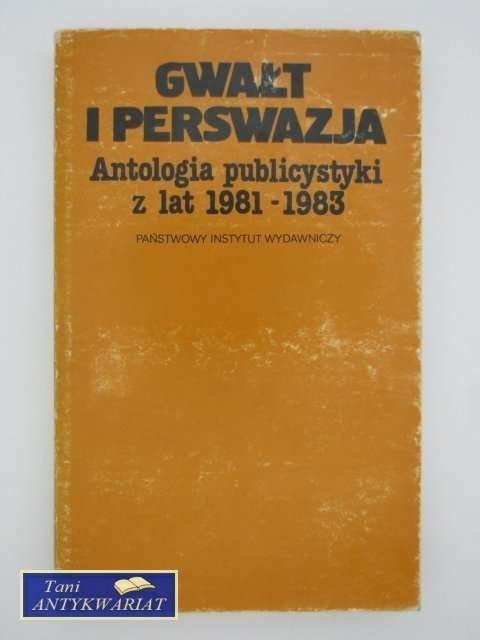 GWAŁT
I PERSWAZJA
Antologia publicystyki
z lat 1981-1983
PAŃSTWOWY INSTYTUT WYDAWNICZY
Tani
ANTYKWARIAT